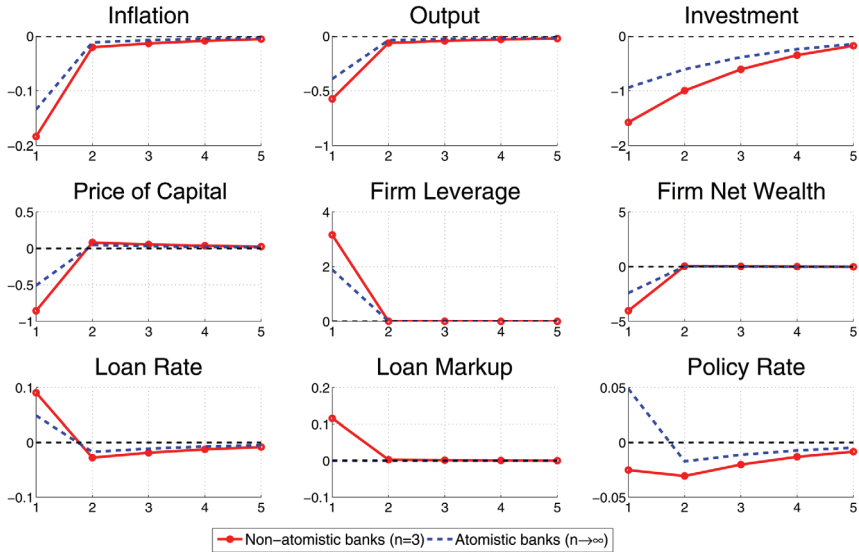 Inflation
Output
Investment
0
−0.1
−0.2
1 2 3 4 5
0
−0.5
−1
1 2 3 4 5
0
−1
−2
1 2 3 4 5
Price of Capital
Firm Leverage
Firm Net Wealth
0.5
0
−0.5
−1
1 2 3 4 5
4
2
0
1 2 3 4 5
5
0
−5
1 2 3 4 5
Loan Rate
Loan Markup
Policy Rate
0.1
0
−0.1
1 2 3 4 5
0.2
0.1
0
−0.1
1 2 3 4 5
0.05
0
−0.05
1 2 3 4 5
Non−atomistic banks (n=3)
Atomistic banks (n→∞)